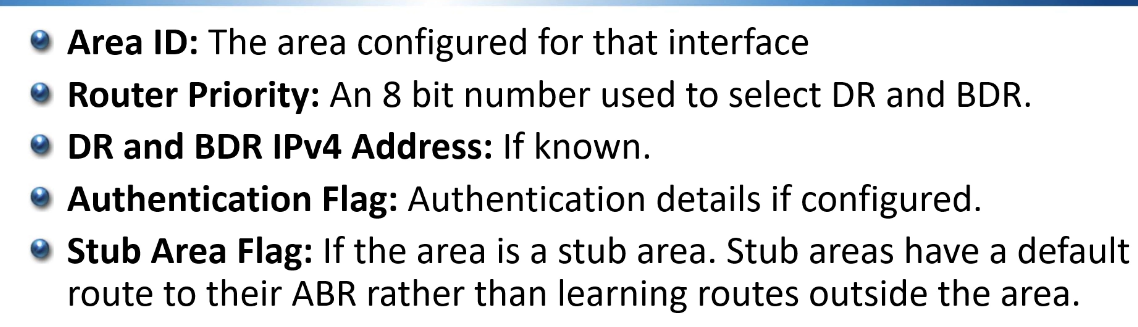 Area ID: The area configured for that interface
Router Priority: An 8 bit number used to select DR and BDR.
DR and BDR IPv4 Address: If known.
Authentication Flag: Authentication details if configured.
Stub Area Flag: If the area is a stub area. Stub areas have a default
route to their ABR rather than learning routes outside the area.